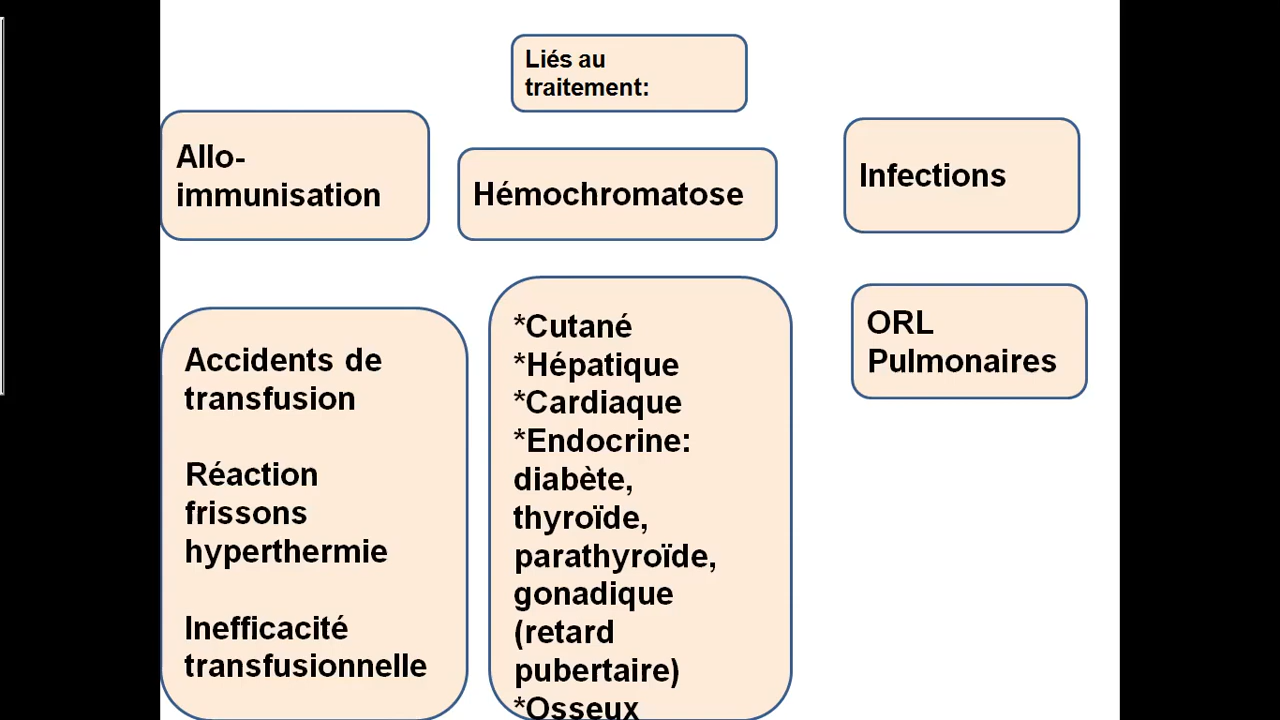 Liés au
traitement:
Allo-
immunisation
Hémochromatose
Infections
Accidents de
transfusion
Réaction
frissons
hyperthermie
Inefficacité
transfusionnelle
*Cutané
*Hépatique
*Cardiaque
*Endocrine:
diabète,
thyroïde,
parathyroïde,
gonadique
(retard
pubertaire)
*Osseux
ORL
Pulmonaires